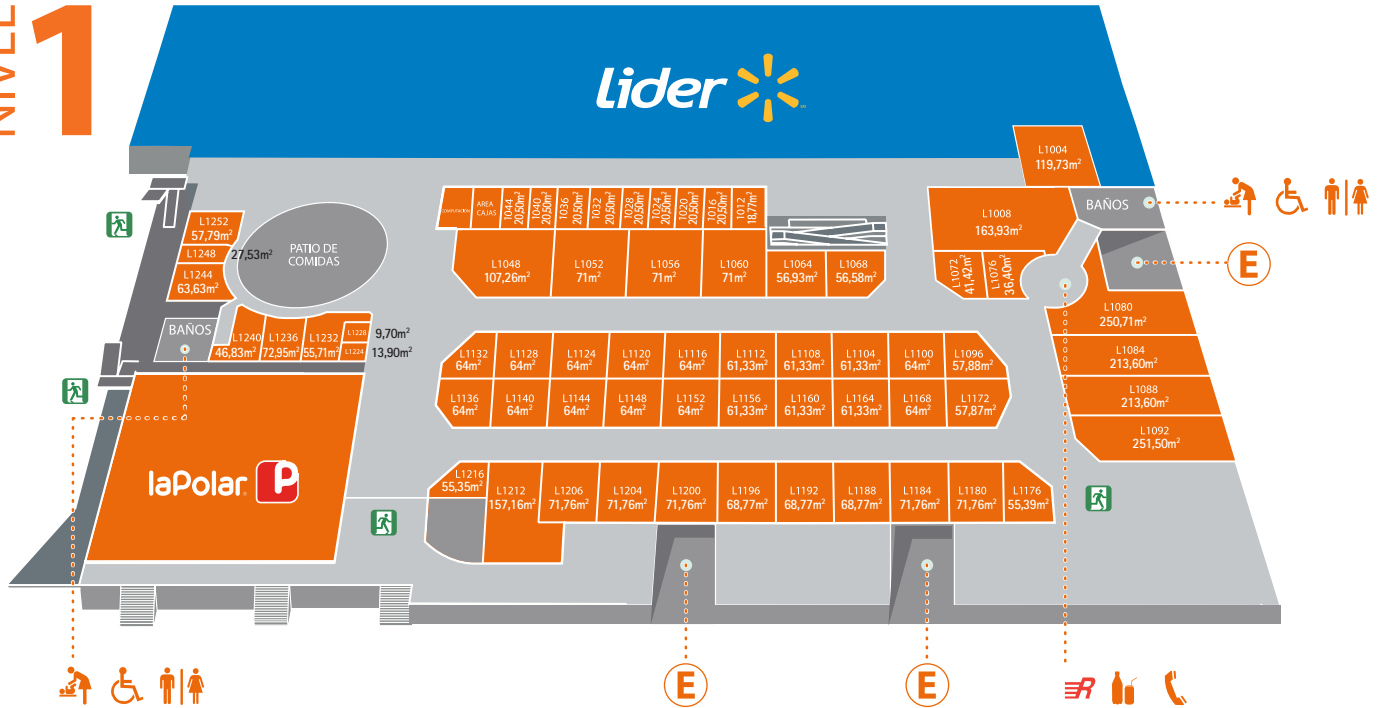 NIVEL
1
lider
L1004
119,73m²
BAÑOS
L1008
163,93m²
L1072
41,42m²
L1076
36,40m²
E
L1252
57,79m²
L1248
27,53m²
L1244
63,63m²
PATIO DE
COMIDAS
COMPUTACION
AREA
CAJAS
1044
20,50m²
1040
20,50m²
1036
20,50m²
1032
20,50m²
1028
20,50m²
1024
20,50m²
1020
20,50m²
1016
20,50m²
1012
18,77m²
L1048
107,26m²
L1052
71m²
L1056
71m²
L1060
71m²
L1064
56,93m²
L1068
56,58m²
L1080
250,71m²
L1084
213,60m²
L1088
213,60m²
L1092
251,50m²
BAÑOS
L1240
46,83m²
L1236
72,95m²
L1232
55,71m²
L1228
9,70m²
L1224
13,90m²
L1132
64m²
L1128
64m²
L1124
64m²
L1120
64m²
L1116
64m²
L1112
61,33m²
L1108
61,33m²
L1104
61,33m²
L1100
64m²
L1096
57,88m²
L1136
64m²
L1140
64m²
L1144
64m²
L1148
64m²
L1152
64m²
L1156
61,33m²
L1160
61,33m²
L1164
61,33m²
L1168
64m²
L1172
57,87m²
laPolar P
L1216
55,35m²
L1212
157,16m²
L1206
71,76m²
L1204
71,76m²
L1200
71,76m²
L1196
68,77m²
L1192
68,77m²
L1188
68,77m²
L1184
71,76m²
L1180
71,76m²
L1176
55,39m²
E
E
R